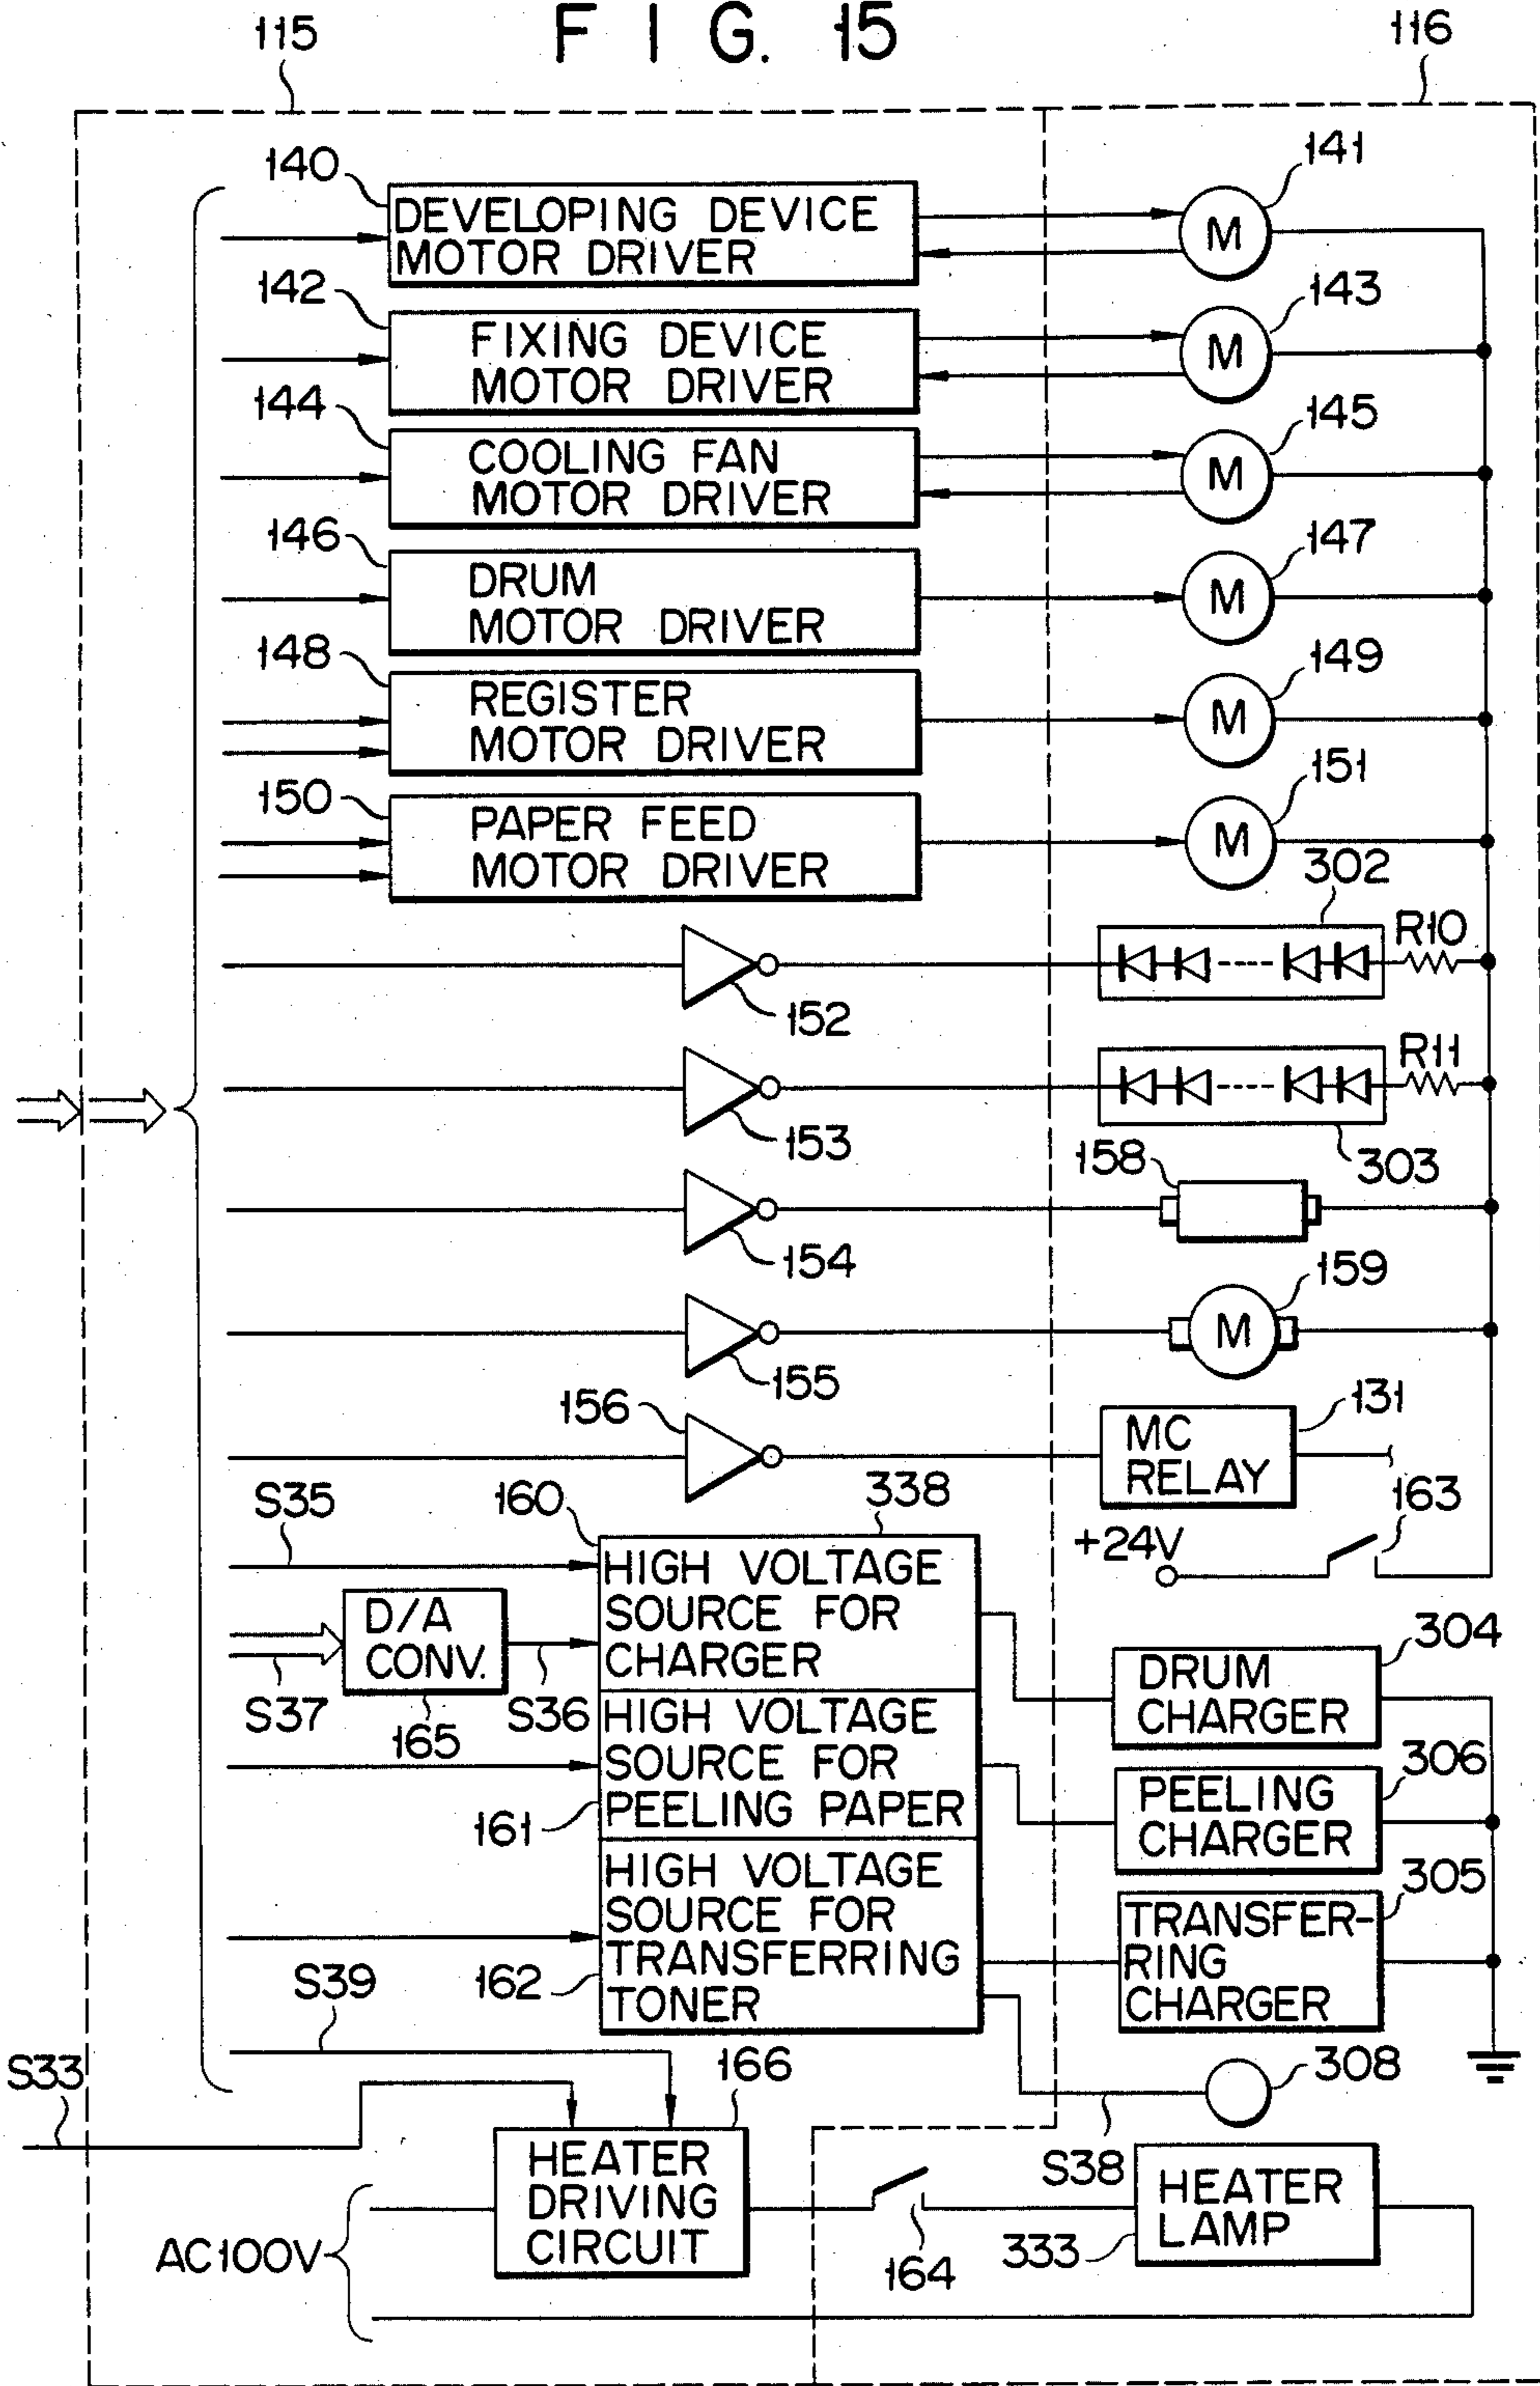 FIG. 15
115
116
140
DEVELOPING DEVICE
MOTOR DRIVER
M
141
142
FIXING DEVICE
MOTOR DRIVER
M
143
144
COOLING FAN
MOTOR DRIVER
M
145
146
DRUM
MOTOR DRIVER
M
147
148
REGISTER
MOTOR DRIVER
M
149
150
PAPER FEED
MOTOR DRIVER
M
151
302
R10
152
R11
153
303
158
154
159
M
155
156
MC
RELAY
131
163
+24V
S35
160
338
HIGH VOLTAGE
SOURCE FOR
CHARGER
D/A
CONV.
S37
165
S36
DRUM
CHARGER
304
HIGH VOLTAGE
SOURCE FOR
PEELING PAPER
161
PEELING
CHARGER
306
HIGH VOLTAGE
SOURCE FOR
TRANSFERRING
TONER
162
TRANSFER-
RING
CHARGER
305
S39
S33
166
308
S38
HEATER
DRIVING
CIRCUIT
AC100V
164
HEATER
LAMP
333